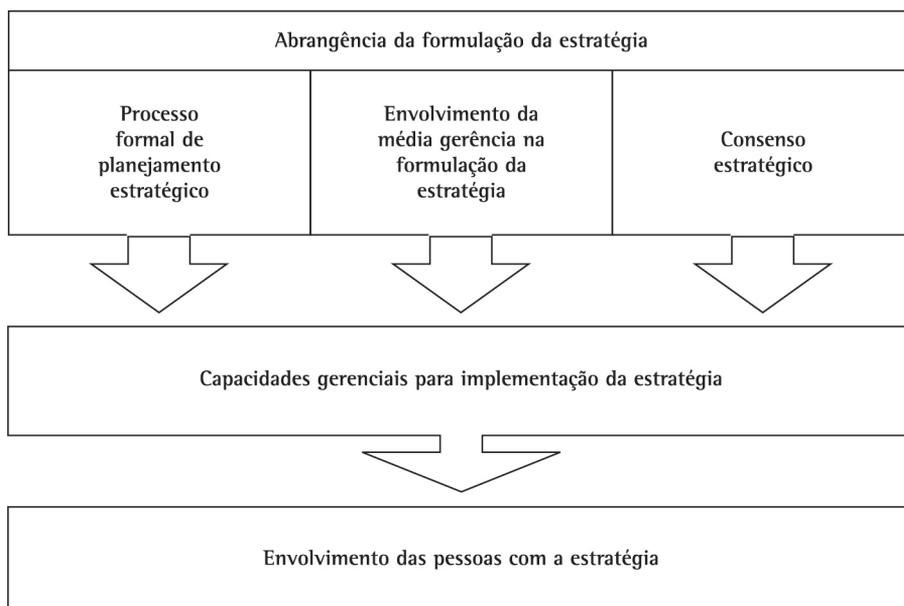 Abrangência da formulação da estratégia
Processo
formal de
planejamento
estratégico
Envolvimento da
média gerência na
formulação da
estratégia
Consenso
estratégico
Capacidades gerenciais para implementação da estratégia
Envolvimento das pessoas com a estratégia